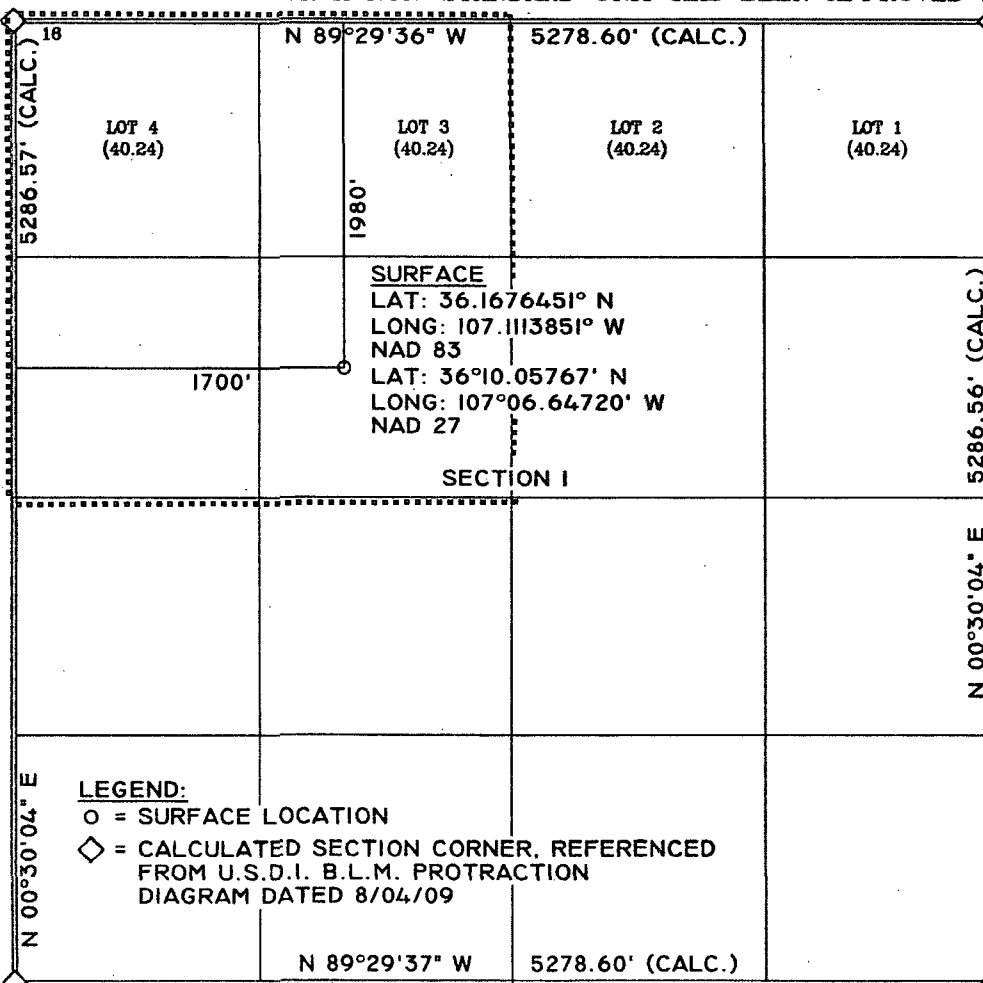 16
N 89°29'36" W 5278.60' (CALC.)
5286.57' (CALC.)
LOT 4
(40.24)
LOT 3
(40.24)
LOT 2
(40.24)
LOT 1
(40.24)
1980'
SURFACE
LAT: 36.1676451° N
LONG: 107.1113851° W
NAD 83
LAT: 36°10.05767' N
LONG: 107°06.64720' W
NAD 27
1700'
5286.56' (CALC.)
SECTION 1
N 00°30'04" E
N 00°30'04" E
LEGEND:
O = SURFACE LOCATION
◇ = CALCULATED SECTION CORNER, REFERENCED
FROM U.S.D.I. B.L.M. PROTRACTION
DIAGRAM DATED 8/04/09
N 89°29'37" W 5278.60' (CALC.)